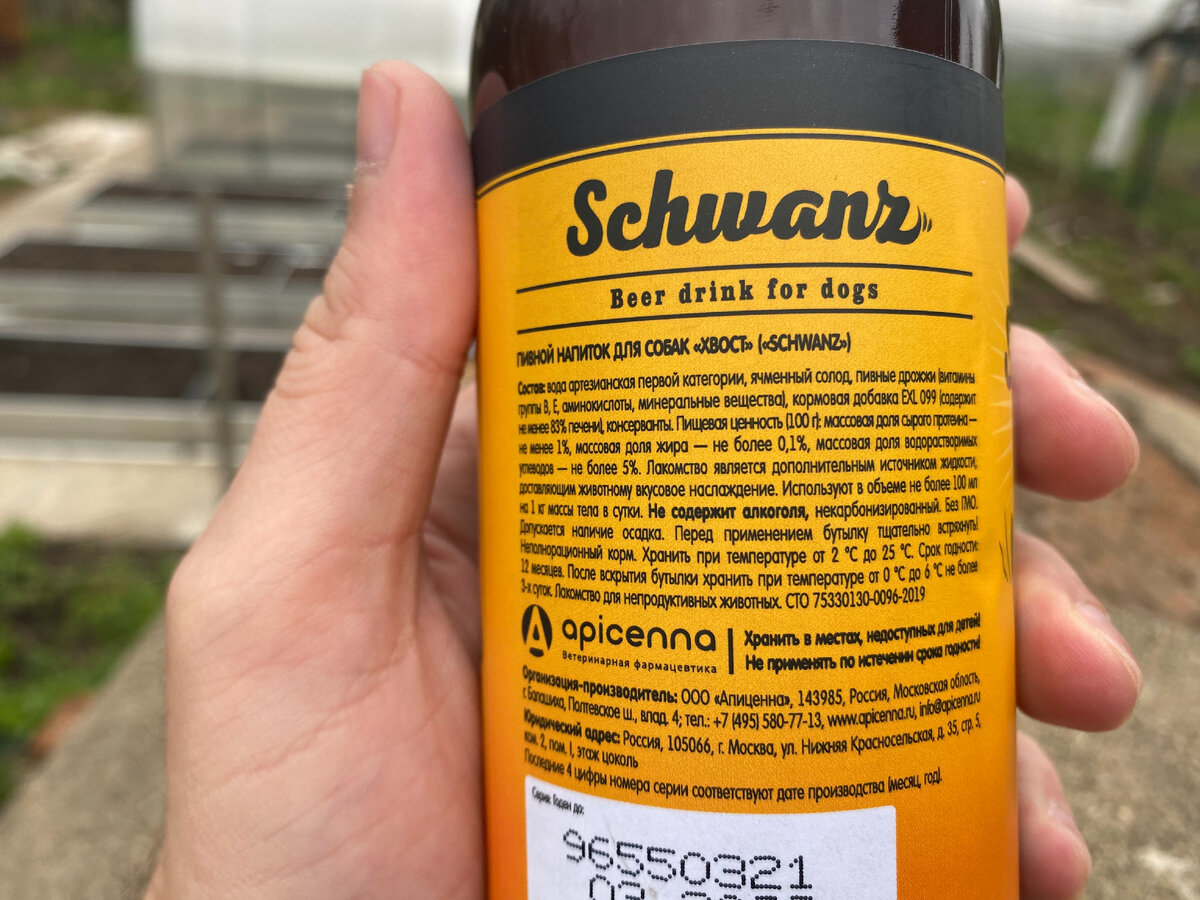 Schwanz
Beer drink for dogs
ПИВНОЙ НАПИТОК ДЛЯ СОБАК «ХВОСТ» («SCHWANZ»)
Состав: вода артезианская первой категории, ячменный солод, пивные дрожжи (витамины
группы В, Е, аминокислоты, минеральные вещества), кормовая добавка EXL 099 (содержит
не менее 83% печени), консерванты. Пищевая ценность (100 г): массовая доля сырого протеина —
не менее 1%, массовая доля жира — не более 0,1%, массовая доля водорастворимых
углеводов — не более 5%. Лакомство является дополнительным источником жидкости,
доставляющим животному вкусовое наслаждение. Используют в объеме не более 100 мл
на 1 кг массы тела в сутки. Не содержит алкоголя, некарбонизированный. Без ГМО.
Допускается наличие осадка. Перед применением бутылку тщательно встряхнуть!
Неполнорационный корм. Хранить при температуре от 2 °С до 25 °С. Срок годности:
12 месяцев. После вскрытия бутылки хранить при температуре от 0 °С до 6 °С не более
3-х суток. Лакомство для непродуктивных животных. СТО 75330130-0096-2019
apicenna
Ветеринарная фармацевтика
Хранить в местах, недоступных для детей!
Не применять по истечении срока годности!
Организация-производитель: ООО «Апиценна», 143985, Россия, Московская область,
г. Балашиха, Полтевское ш., влад. 4; тел.: +7 (495) 580-77-13, www.apicenna.ru, info@apicenna.ru
Юридический адрес: Россия, 105066, г. Москва, ул. Нижняя Красносельская, д. 35, стр. 5,
ком. 2, пом. I, этаж цоколь
Последние 4 цифры номера серии соответствуют дате производства (месяц, год).
Серия: Годен до:
96550321